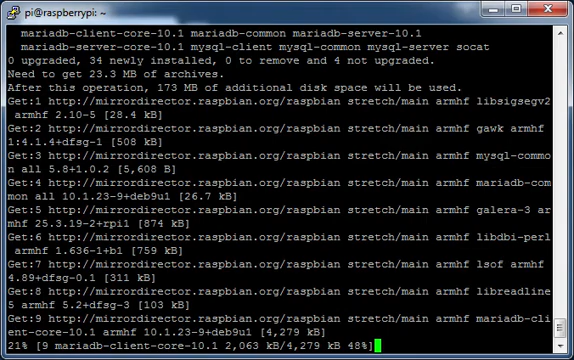 pi@raspberrypi: ~
mariadb-client-core-10.1 mariadb-common mariadb-server-10.1
mariadb-server-core-10.1 mysql-client mysql-common mysql-server socat
0 upgraded, 34 newly installed, 0 to remove and 4 not upgraded.
Need to get 23.3 MB of archives.
After this operation, 173 MB of additional disk space will be used.
Get:1 http://mirrordirector.raspbian.org/raspbian stretch/main armhf libsigsegv2
armhf 2.10-5 [28.4 kB]
Get:2 http://mirrordirector.raspbian.org/raspbian stretch/main armhf gawk armhf
1:4.1.4+dfsg-1 [508 kB]
Get:3 http://mirrordirector.raspbian.org/raspbian stretch/main armhf mysql-commo
n all 5.8+1.0.2 [5,608 B]
Get:4 http://mirrordirector.raspbian.org/raspbian stretch/main armhf mariadb-com
mon all 10.1.23-9+deb9u1 [26.7 kB]
Get:5 http://mirrordirector.raspbian.org/raspbian stretch/main armhf galera-3 ar
mhf 25.3.19-2+rpi1 [874 kB]
Get:6 http://mirrordirector.raspbian.org/raspbian stretch/main armhf libdbi-perl
armhf 1.636-1+b1 [759 kB]
Get:7 http://mirrordirector.raspbian.org/raspbian stretch/main armhf lsof armhf
4.89+dfsg-0.1 [311 kB]
Get:8 http://mirrordirector.raspbian.org/raspbian stretch/main armhf libreadline
5 armhf 5.2+dfsg-3 [103 kB]
Get:9 http://mirrordirector.raspbian.org/raspbian stretch/main armhf mariadb-cli
ent-core-10.1 armhf 10.1.23-9+deb9u1 [4,279 kB]
21% [9 mariadb-client-core-10.1 2,063 kB/4,279 kB 48%]